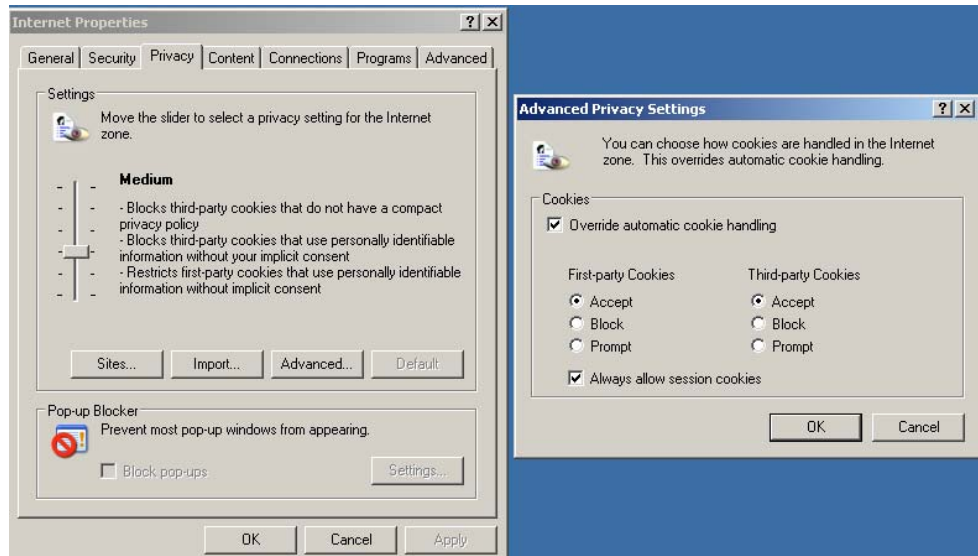 Internet Properties
General Security Privacy Content Connections Programs Advanced
Settings
Move the slider to select a privacy setting for the Internet
zone.
Medium
- Blocks third-party cookies that do not have a compact
privacy policy
- Blocks third-party cookies that use personally identifiable
information without your implicit consent
- Restricts first-party cookies that use personally identifiable
information without implicit consent
Sites... Import... Advanced... Default
Pop-up Blocker
Prevent most pop-up windows from appearing.
Block pop-ups Settings...
OK Cancel Apply
Advanced Privacy Settings
You can choose how cookies are handled in the Internet
zone. This overrides automatic cookie handling.
Cookies
Override automatic cookie handling
First-party Cookies Third-party Cookies
Accept Accept
Block Block
Prompt Prompt
Always allow session cookies
OK Cancel